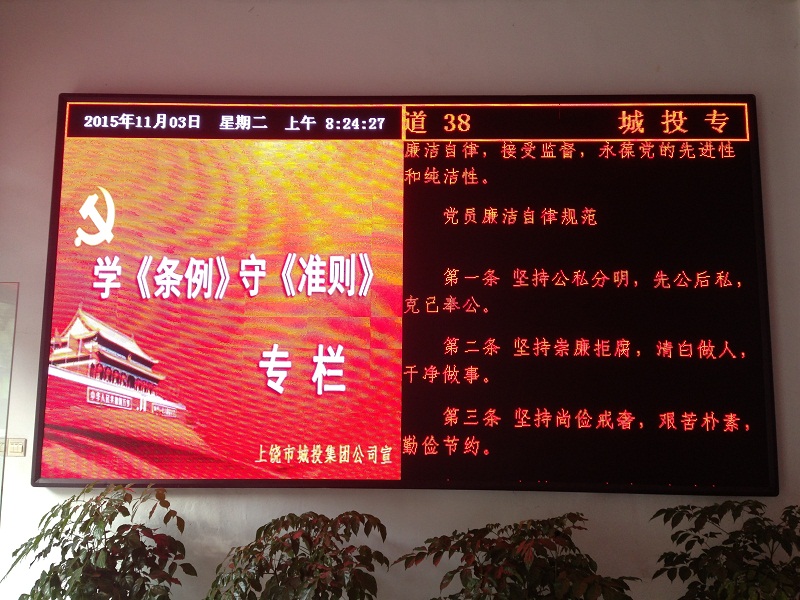 2015年11月03日 星期二 上午 8:24:27
学《条例》守《准则》
专栏
上饶市城投集团公司宣
道 38 城投专
廉洁自律，接受监督，永葆党的先进性
和纯洁性。
党员廉洁自律规范
第一条 坚持公私分明，先公后私，
克己奉公。
第二条 坚持崇廉拒腐，清白做人，
干净做事。
第三条 坚持尚俭戒奢，艰苦朴素，
勤俭节约。